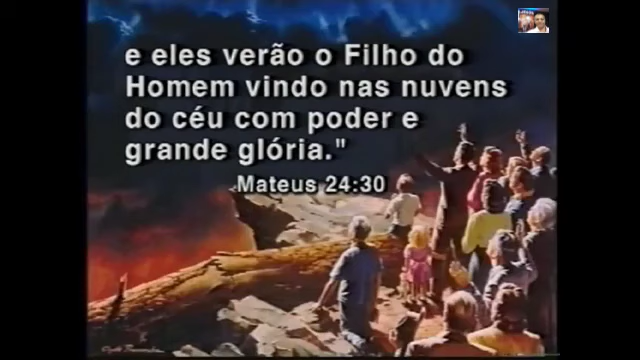 e eles verão o Filho do
Homem vindo nas nuvens
do céu com poder e
grande glória."
Mateus 24:30